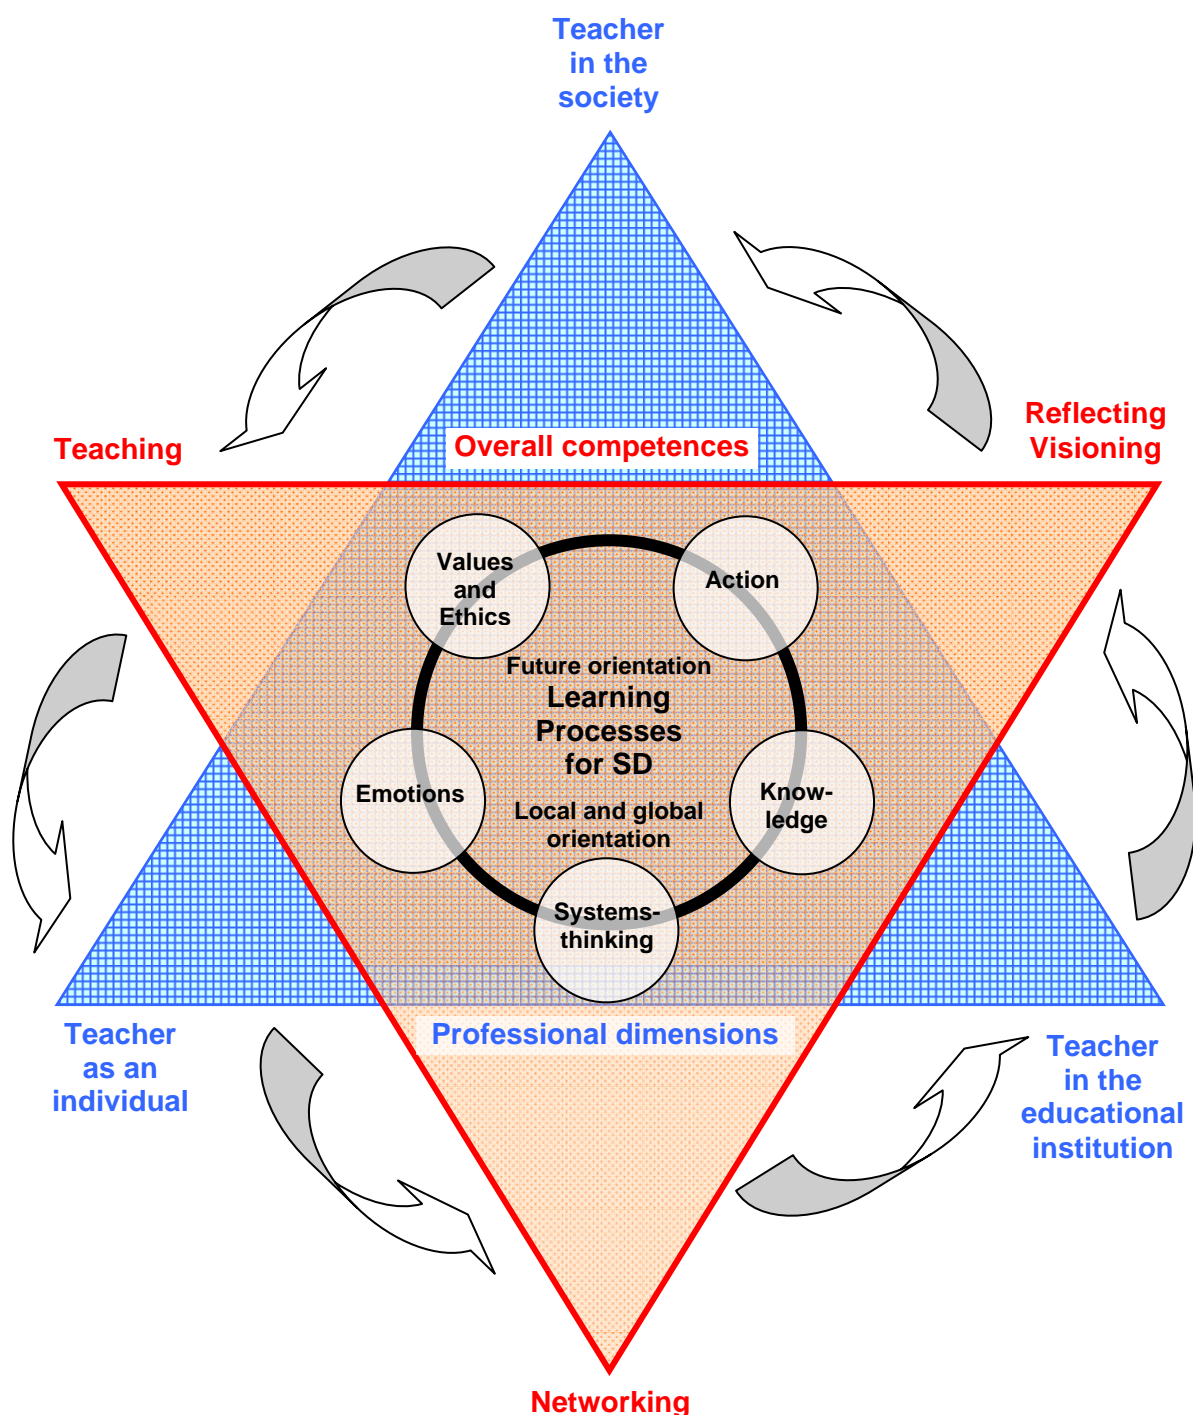 Teacher
in the
society
Teaching
Overall competences
Reflecting
Visioning
Values
and
Ethics
Action
Future orientation
Learning
Processes
for SD
Emotions
Know-
ledge
Local and global
orientation
Systems-
thinking
Professional dimensions
Teacher
as an
individual
Teacher
in the
educational
institution
Networking